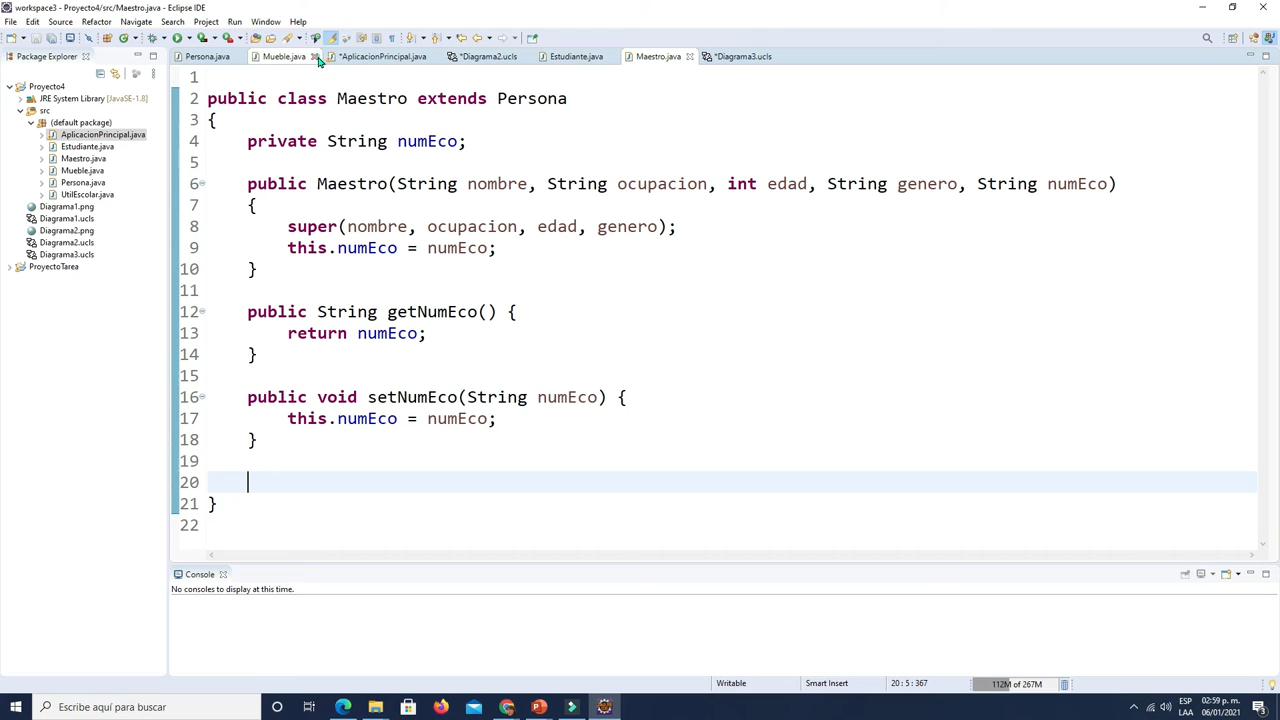 workspace3 - Proyecto4/src/Maestro.java - Eclipse IDE
File Edit Source Refactor Navigate Search Project Run Window Help
Package Explorer
Persona.java Mueble.java *AplicacionPrincipal.java *Diagrama2.ucls Estudiante.java Maestro.java *Diagrama3.ucls
Proyecto4
JRE System Library [JavaSE-1.8]
src
(default package)
AplicacionPrincipal.java
Estudiante.java
Maestro.java
Mueble.java
Persona.java
UtilEscolar.java
Diagrama1.png
Diagrama1.ucls
Diagrama2.png
Diagrama2.ucls
Diagrama3.ucls
ProyectoTarea
1
2 public class Maestro extends Persona
3 {
4 private String numEco;
5
6 public Maestro(String nombre, String ocupacion, int edad, String genero, String numEco)
7 {
8 super(nombre, ocupacion, edad, genero);
9 this.numEco = numEco;
10 }
11
12 public String getNumEco() {
13 return numEco;
14 }
15
16 public void setNumEco(String numEco) {
17 this.numEco = numEco;
18 }
19
20
21 }
22
Console
No consoles to display at this time.
Writable Smart Insert 20 : 5 : 367 112M of 267M
Escribe aquí para buscar
ESP 02:59 p. m.
LAA 06/01/2021